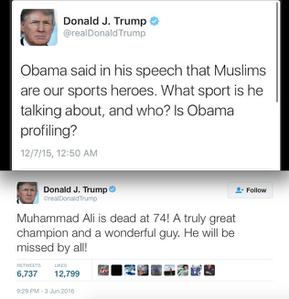 Donald J. Trump
@realDonaldTrump
Obama said in his speech that Muslims
are our sports heroes. What sport is he
talking about, and who? Is Obama
profiling?
12/7/15, 12:50 AM
Donald J. Trump
@realDonaldTrump
Follow
Muhammad Ali is dead at 74! A truly great
champion and a wonderful guy. He will be
missed by all!
RETWEETS LIKES
6,737 12,799
9:29 PM - 3 Jun 2016